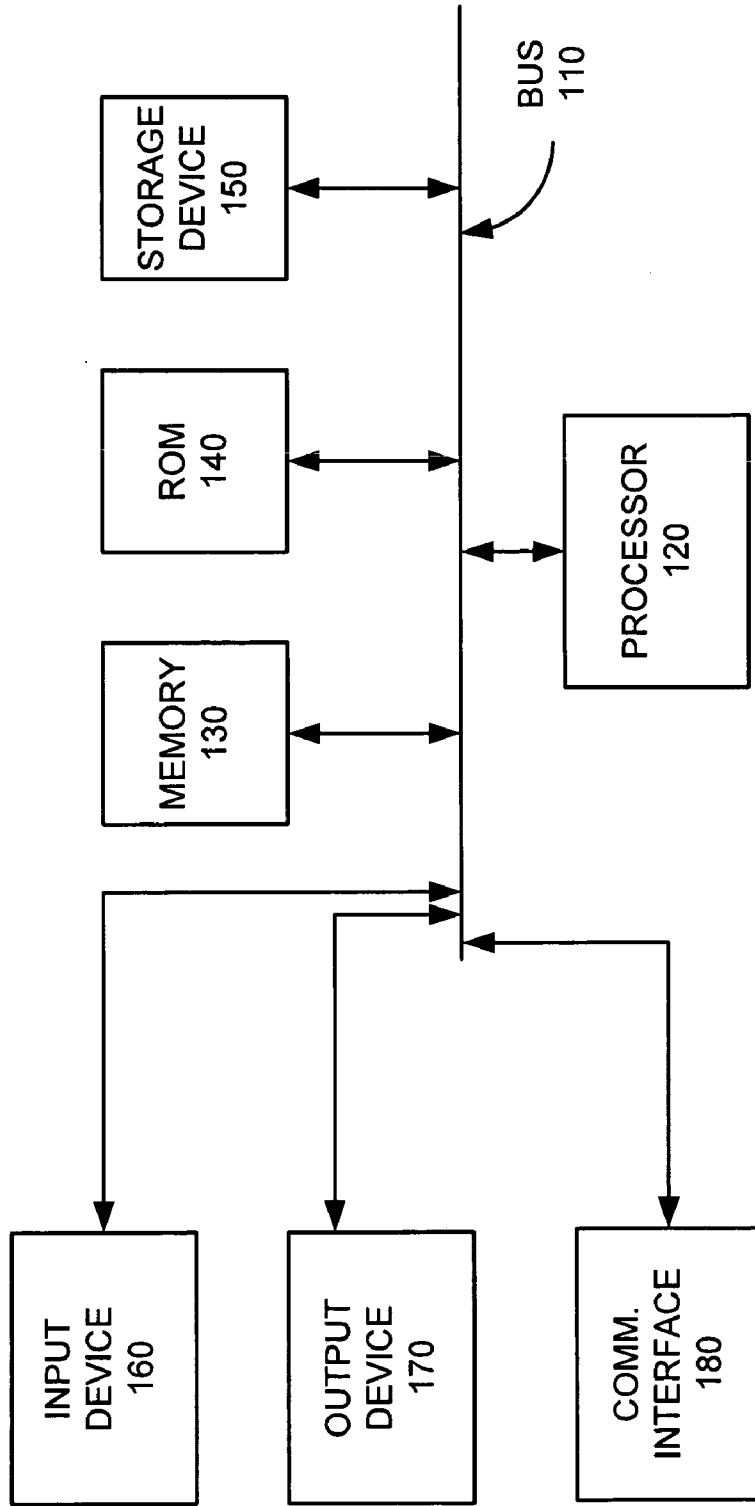 INPUT
DEVICE
160
OUTPUT
DEVICE
170
COMM.
INTERFACE
180
MEMORY
130
ROM
140
STORAGE
DEVICE
150
PROCESSOR
120
BUS
110